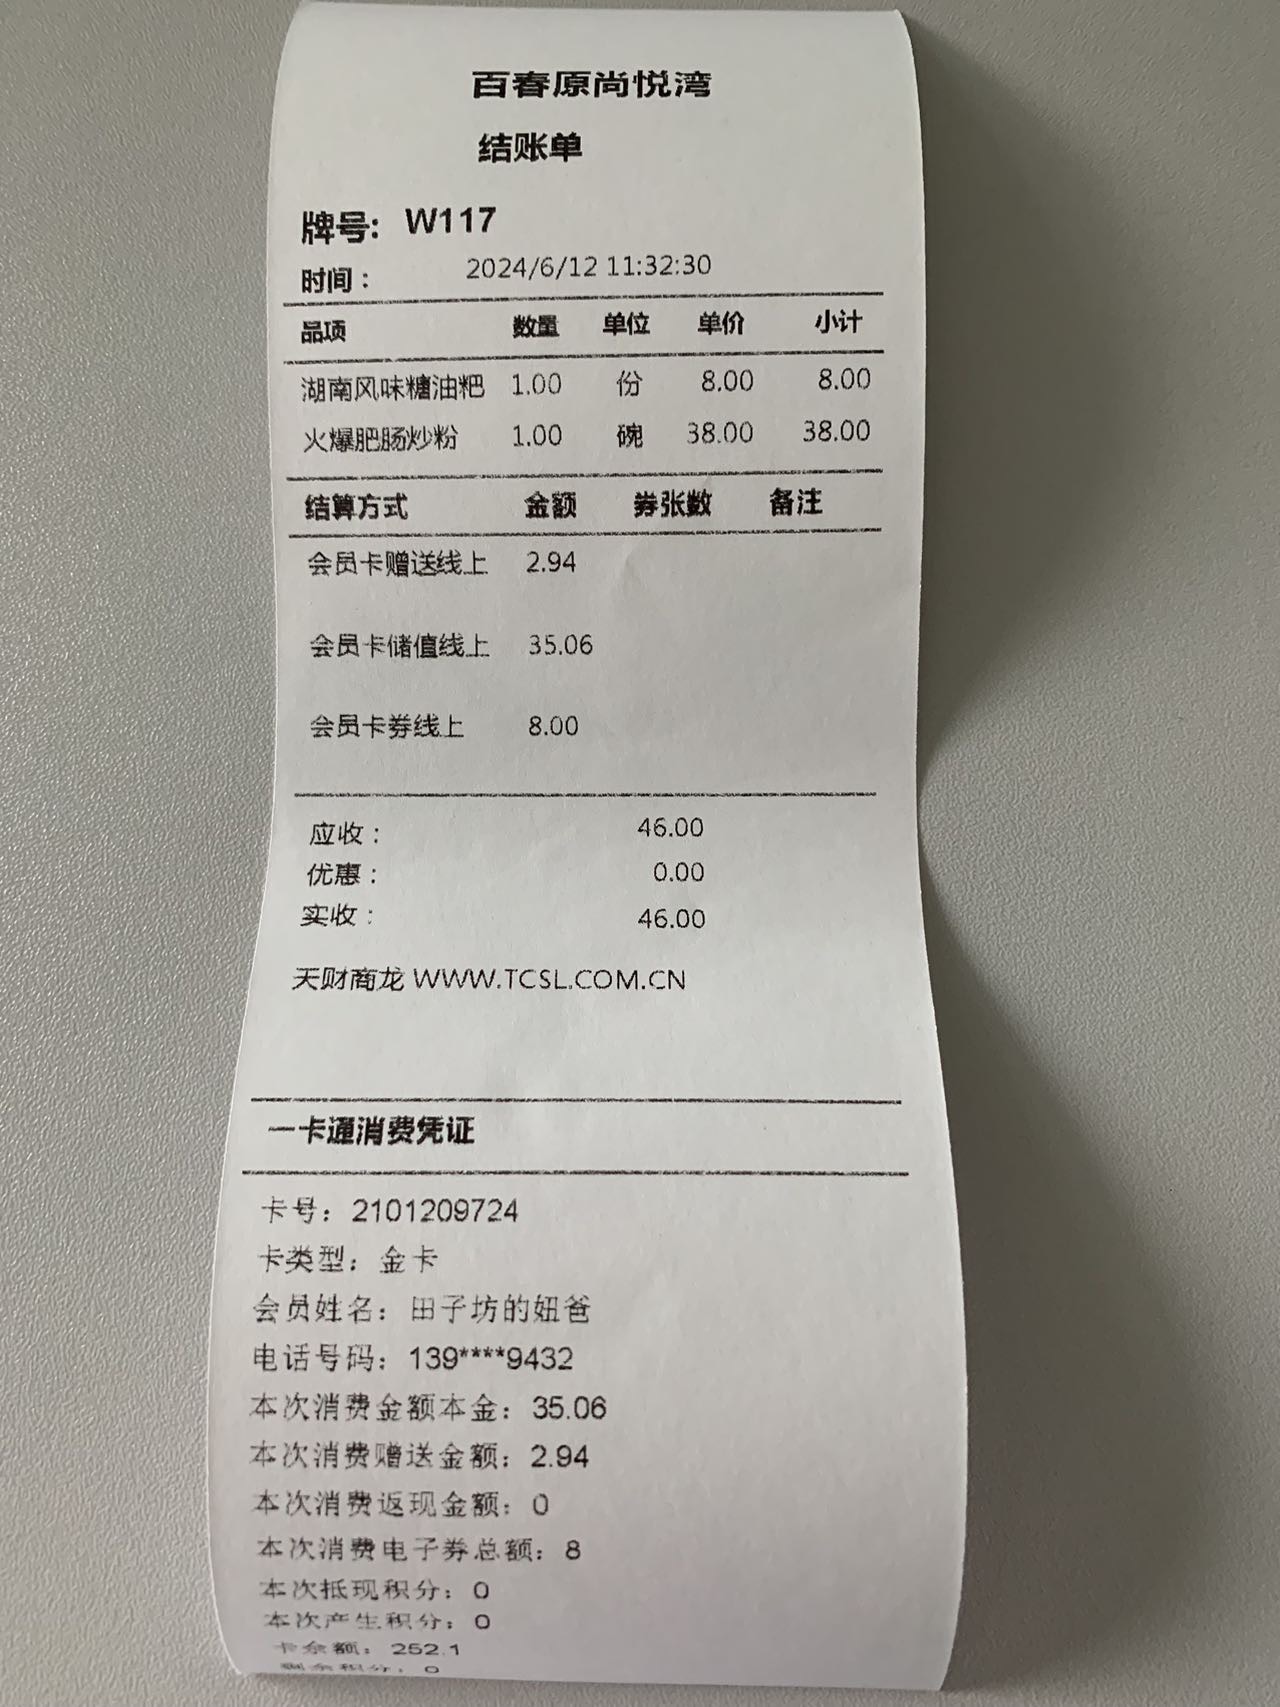 百春原尚悦湾
结账单
牌号: W117
时间： 2024/6/12 11:32:30
品项 数量 单位 单价 小计
湖南风味糖油粑 1.00 份 8.00 8.00
火爆肥肠炒粉 1.00 碗 38.00 38.00
结算方式 金额 券张数 备注
会员卡赠送线上 2.94
会员卡储值线上 35.06
会员卡券线上 8.00
应收： 46.00
优惠： 0.00
实收： 46.00
天财商龙 WWW.TCSL.COM.CN
一卡通消费凭证
卡号：2101209724
卡类型：金卡
会员姓名：田子坊的妞爸
电话号码：139****9432
本次消费金额本金：35.06
本次消费赠送金额：2.94
本次消费返现金额：0
本次消费电子券总额：8
本次抵现积分：0
本次产生积分：0
卡余额：252.1
剩余积分：0